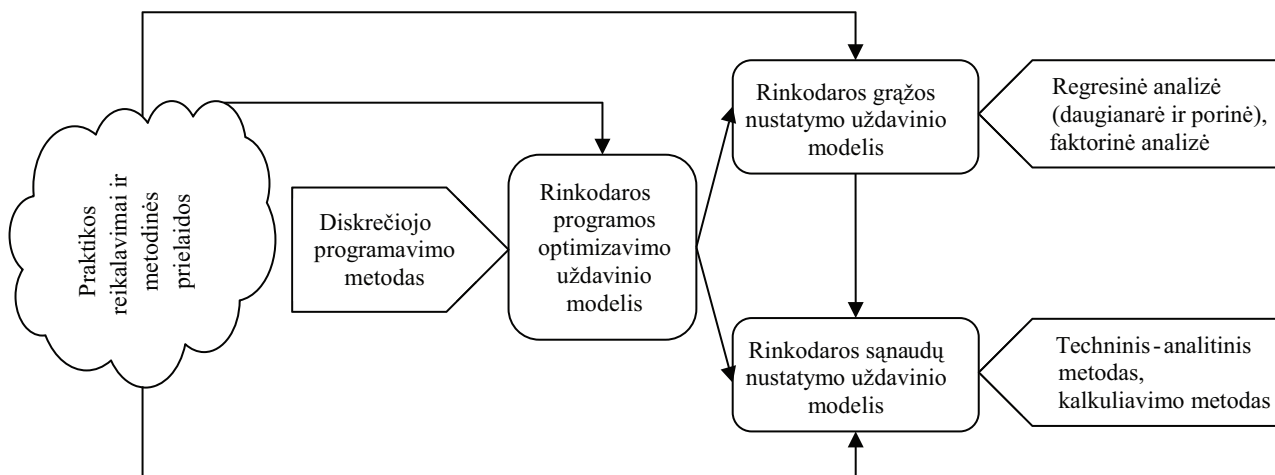 Praktikos
reikalavimai ir
metodinės
prielaidos
Diskrečiojo
programavimo
metodas
Rinkodaros
programos
optimizavimo
uždavinio
modelis
Rinkodaros grąžos
nustatymo uždavinio
modelis
Regresinė analizė
(daugianarė ir porinė),
faktorinė analizė
Rinkodaros sąnaudų
nustatymo uždavinio
modelis
Techninis-analitinis
metodas,
kalkuliavimo metodas